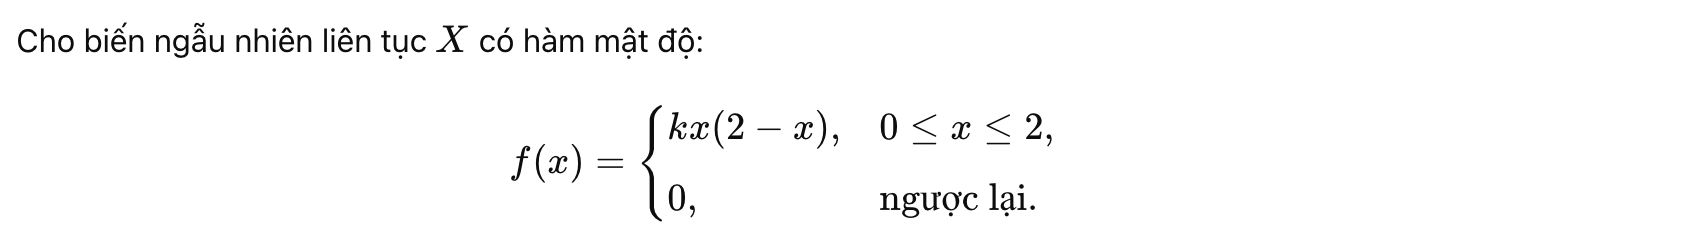 Cho biến ngẫu nhiên liên tục X có hàm mật độ:
f(x) = { kx(2 − x), 0 ≤ x ≤ 2,
0, ngược lại.